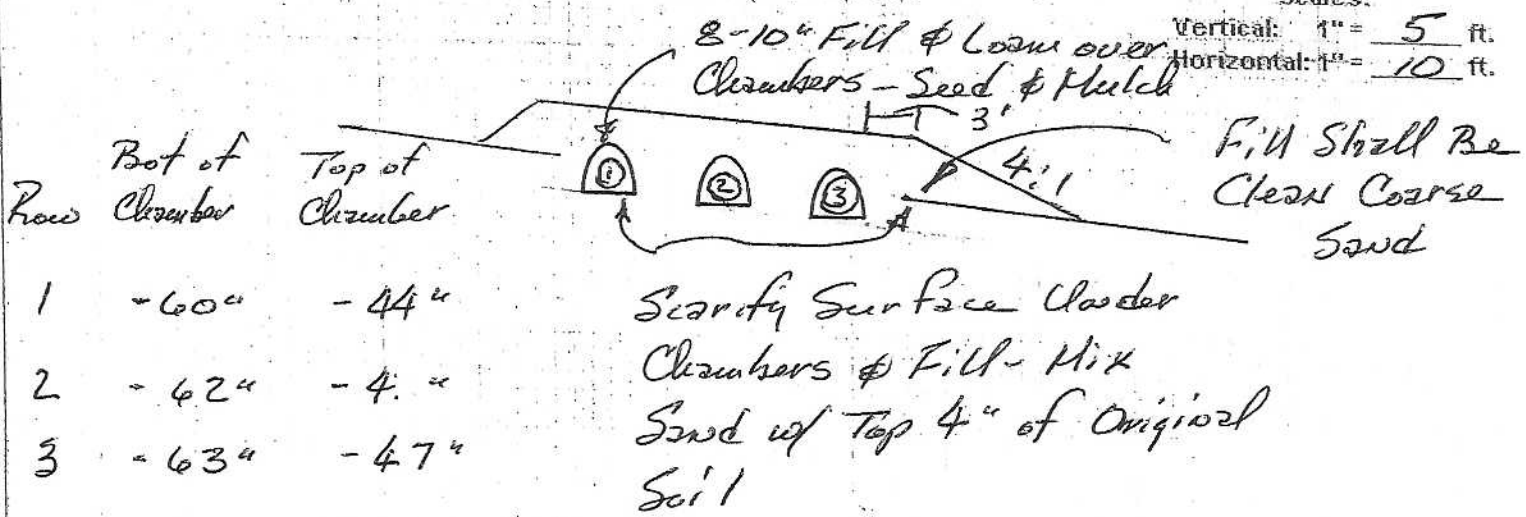 Scales:
Vertical: 1" = 5 ft.
Horizontal: 1" = 10 ft.
8-10" Fill & Loam over
Chambers - Seed & Mulch
3'
4:1
Fill Shall Be
Clean Coarse
Sand
1 2 3
Row Bot of Chamber Top of Chamber
1 -60" -44"
2 -62" -4. "
3 -63" -47"
Scarify Surface Under
Chambers & Fill - Mix
Sand w/ Top 4" of Original
Soil